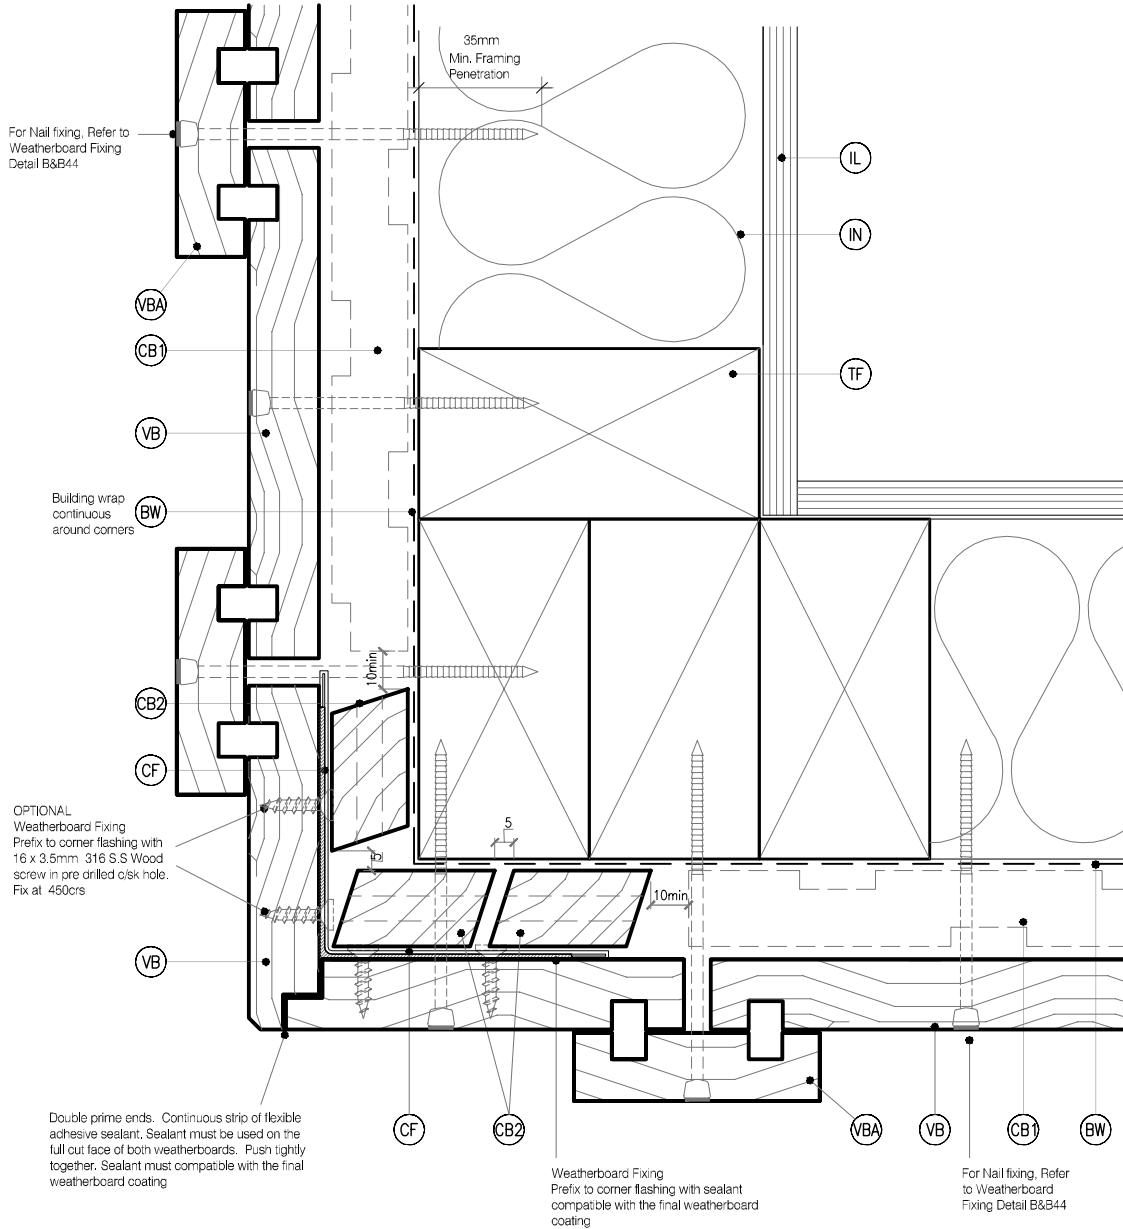 35mm
Min. Framing
Penetration
For Nail fixing, Refer to
Weatherboard Fixing
Detail B&B44
IL
IN
VBA
CB1
TF
VB
Building wrap
continuous
around corners
BW
10min
CB2
CF
OPTIONAL
Weatherboard Fixing
Prefix to corner flashing with
16 x 3.5mm 316 S.S Wood
screw in pre drilled c/sk hole.
Fix at 450crs
5
5
10min
VB
Double prime ends. Continuous strip of flexible
adhesive sealant. Sealant must be used on the
full cut face of both weatherboards. Push tightly
together. Sealant must compatible with the final
weatherboard coating
CF
CB2
VBA
VB
CB1
BW
Weatherboard Fixing
Prefix to corner flashing with sealant
compatible with the final weatherboard
coating
For Nail fixing, Refer
to Weatherboard
Fixing Detail B&B44